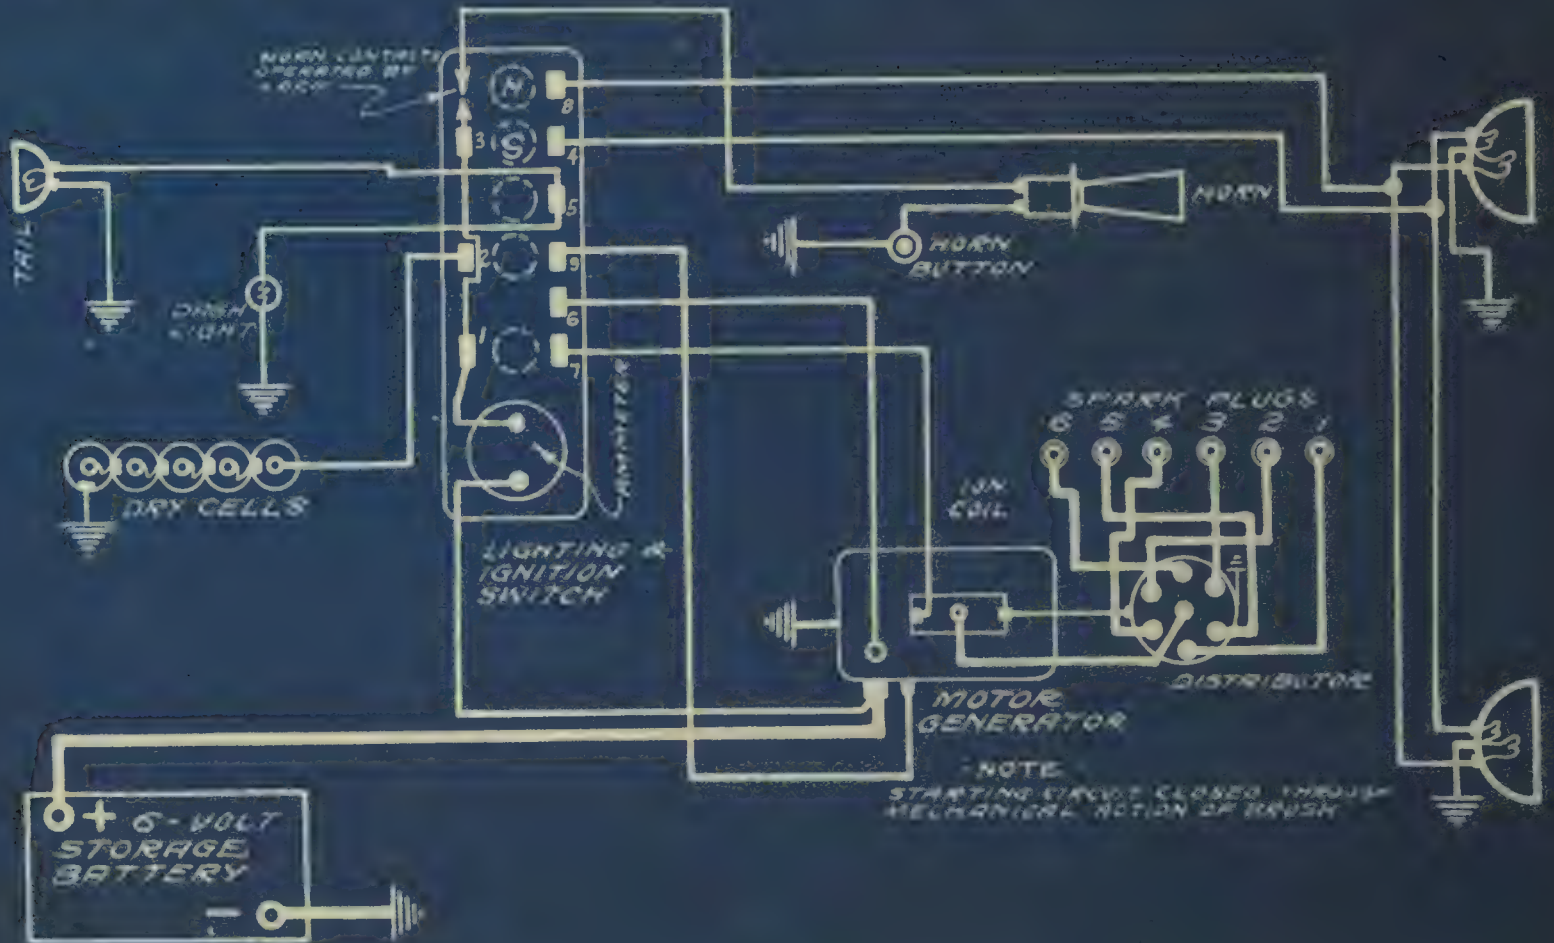 HORN CONTACTS
OPERATED BY
H
8
3
S
4
5
2
9
6
1
7
TAIL
DASH
LIGHT
HORN
HORN
BUTTON
AMMETER
DRY CELLS
LIGHTING &
IGNITION
SWITCH
SPARK PLUGS
6 5 4 3 2 1
IGN
COIL
DISTRIBUTOR
MOTOR
GENERATOR
- NOTE
STARTING CIRCUIT CLOSED THROUGH
MECHANICAL ACTION OF BRUSH
+ 6-VOLT
STORAGE
BATTERY
-